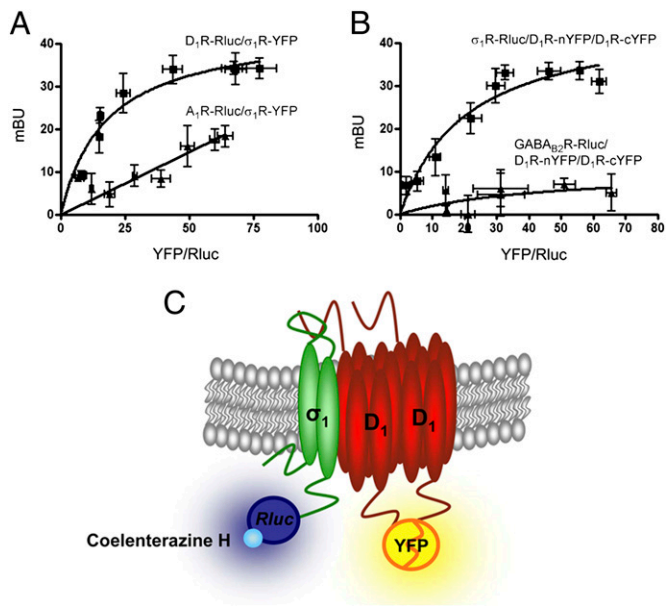 A
D₁R-Rluc/σ₁R-YFP
A₁R-Rluc/σ₁R-YFP
mBU
40
30
20
10
0
0 25 50 75 100
YFP/Rluc
B
σ₁R-Rluc/D₁R-nYFP/D₁R-cYFP
GABA_B2R-Rluc/
D₁R-nYFP/D₁R-cYFP
mBU
40
30
20
10
0
0 10 20 30 40 50 60 70 80
YFP/Rluc
C
σ₁ D₁ D₁
Rluc
YFP
Coelenterazine H